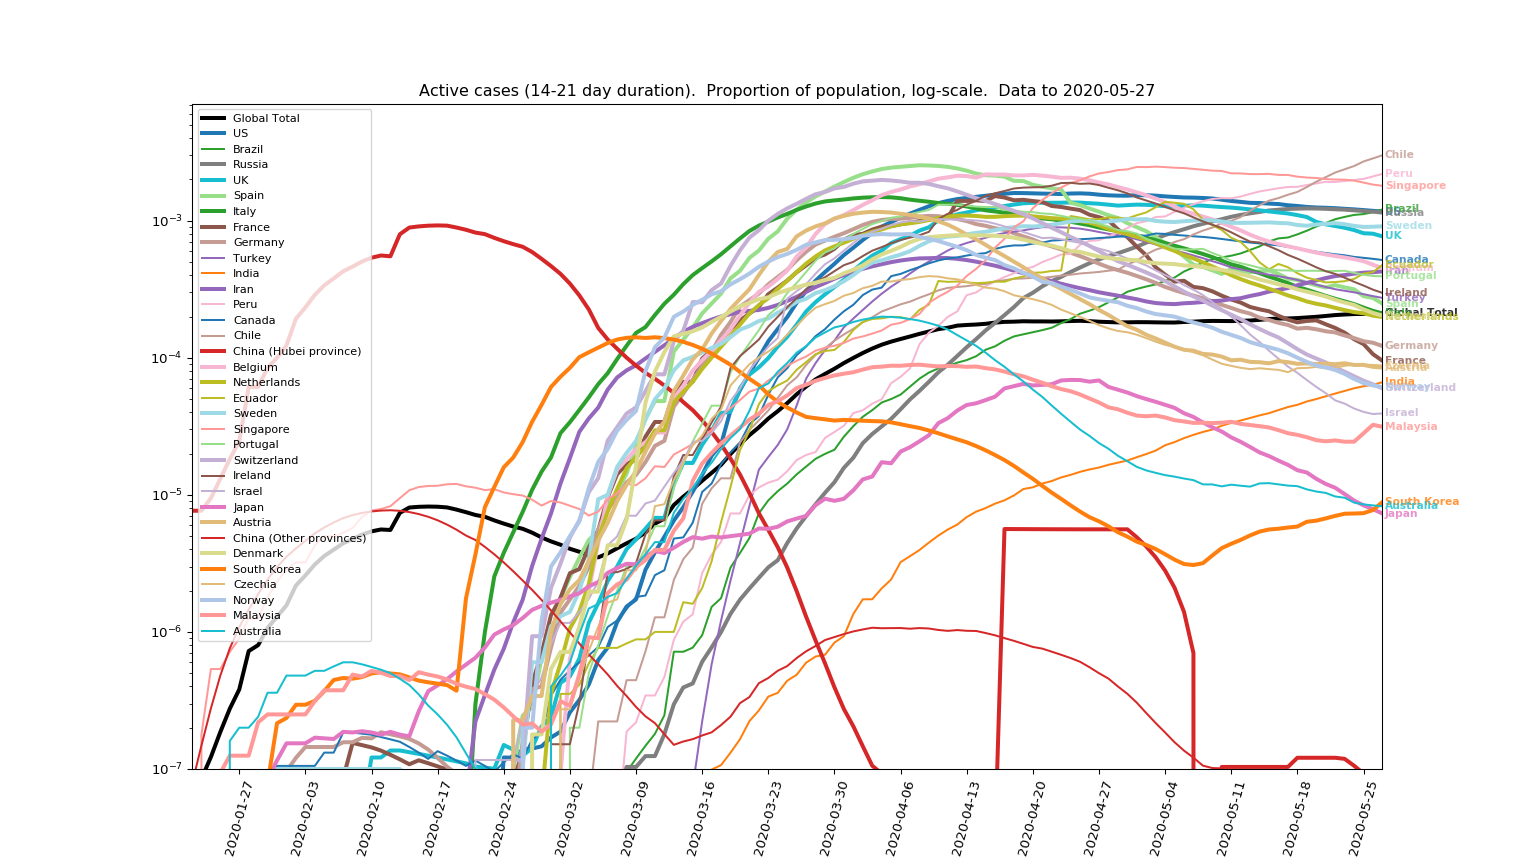 Active cases (14-21 day duration).  Proportion of population, log-scale.  Data to 2020-05-27
Global Total
US
Brazil
Russia
UK
Spain
Italy
France
Germany
Turkey
India
Iran
Peru
Canada
Chile
China (Hubei province)
Belgium
Netherlands
Ecuador
Sweden
Singapore
Portugal
Switzerland
Ireland
Israel
Japan
Austria
China (Other provinces)
Denmark
South Korea
Czechia
Norway
Malaysia
Australia
10⁻³
10⁻⁴
10⁻⁵
10⁻⁶
10⁻⁷
Chile
Peru
Singapore
Brazil
Russia
Sweden
UK
Canada
Ecuador
Iran
Portugal
Ireland
Turkey
Spain
Global Total
Netherlands
Germany
France
Austria
India
Switzerland
Israel
Malaysia
South Korea
Australia
Japan
2020-01-27
2020-02-03
2020-02-10
2020-02-17
2020-02-24
2020-03-02
2020-03-09
2020-03-16
2020-03-23
2020-03-30
2020-04-06
2020-04-13
2020-04-20
2020-04-27
2020-05-04
2020-05-11
2020-05-18
2020-05-25